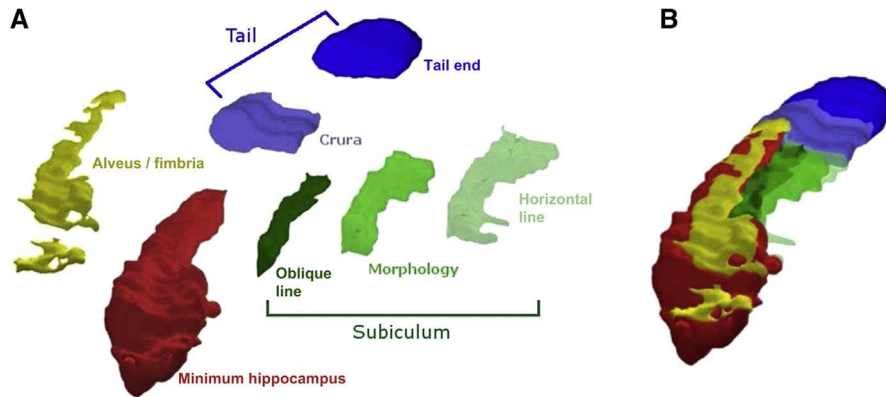 A
B
Tail
Tail end
Crura
Alveus / fimbria
Horizontal
line
Oblique
line
Morphology
Subiculum
Minimum hippocampus